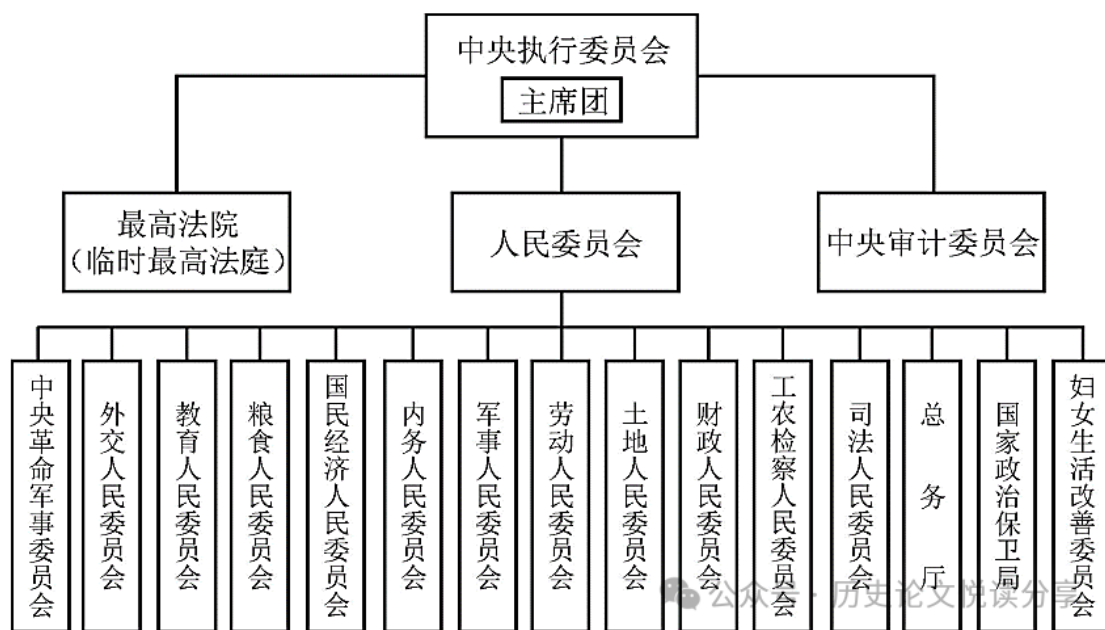 中央执行委员会
主席团
最高法院
（临时最高法庭）
人民委员会
中央审计委员会
中央革命军事委员会
外交人民委员会
教育人民委员会
粮食人民委员会
国民经济人民委员会
内务人民委员会
军事人民委员会
劳动人民委员会
土地人民委员会
财政人民委员会
工农检察人民委员会
司法人民委员会
总务厅
国家政治保卫局
妇女生活改善委员会
公众号 · 历史论文悦读分享